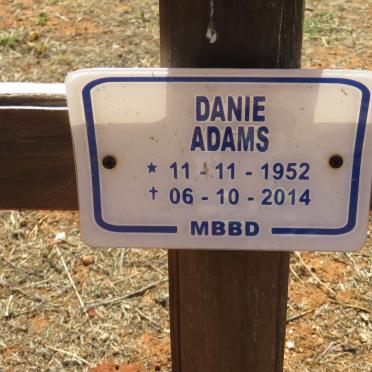 DANIE
ADAMS
★ 11 - 11 - 1952
✝ 06 - 10 - 2014
MBBD